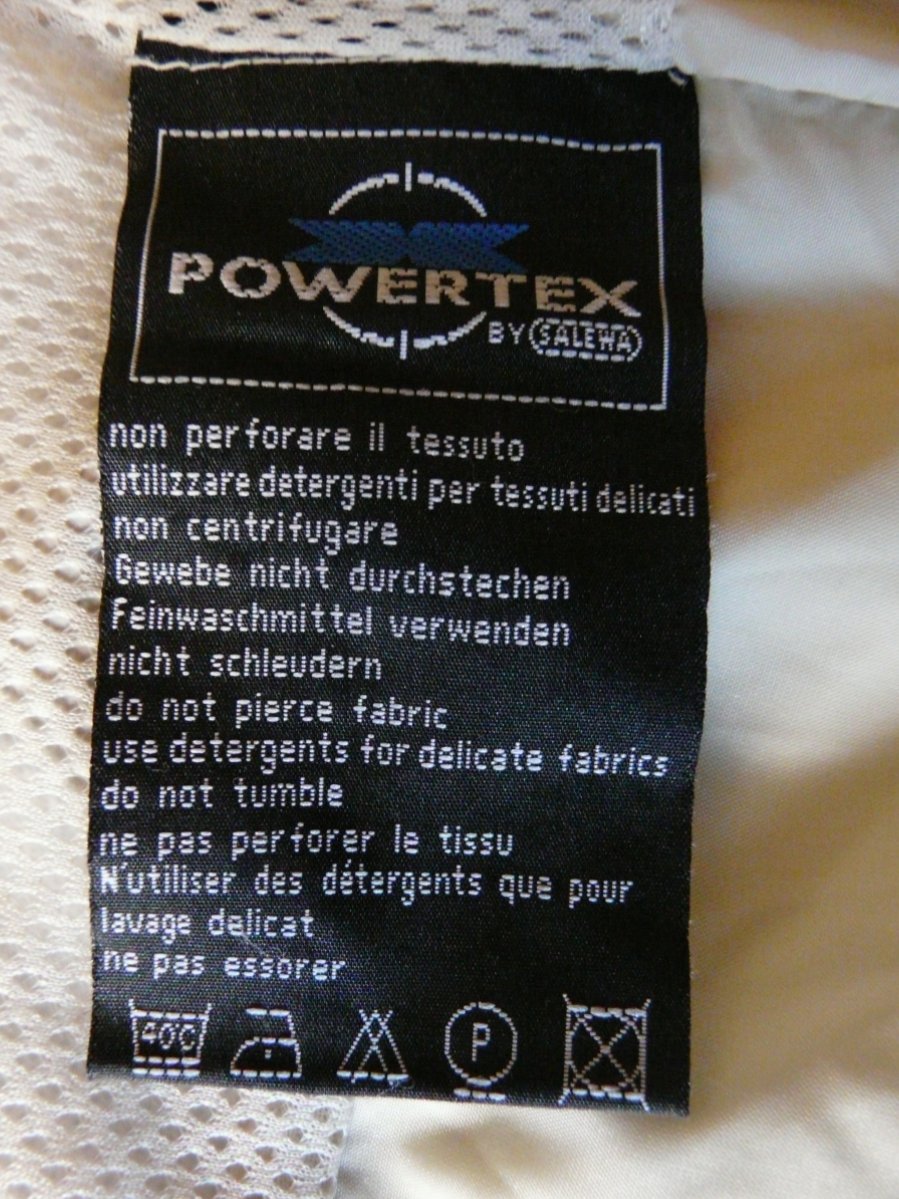 POWERTEX
BY SALEWA
non perforare il tessuto
utilizzare detergenti per tessuti delicati
non centrifugare
Gewebe nicht durchstechen
Feinwaschmittel verwenden
nicht schleudern
do not pierce fabric
use detergents for delicate fabrics
do not tumble
ne pas perforer le tissu
N'utiliser des détergents que pour
lavage delicat
ne pas essorer
40C P